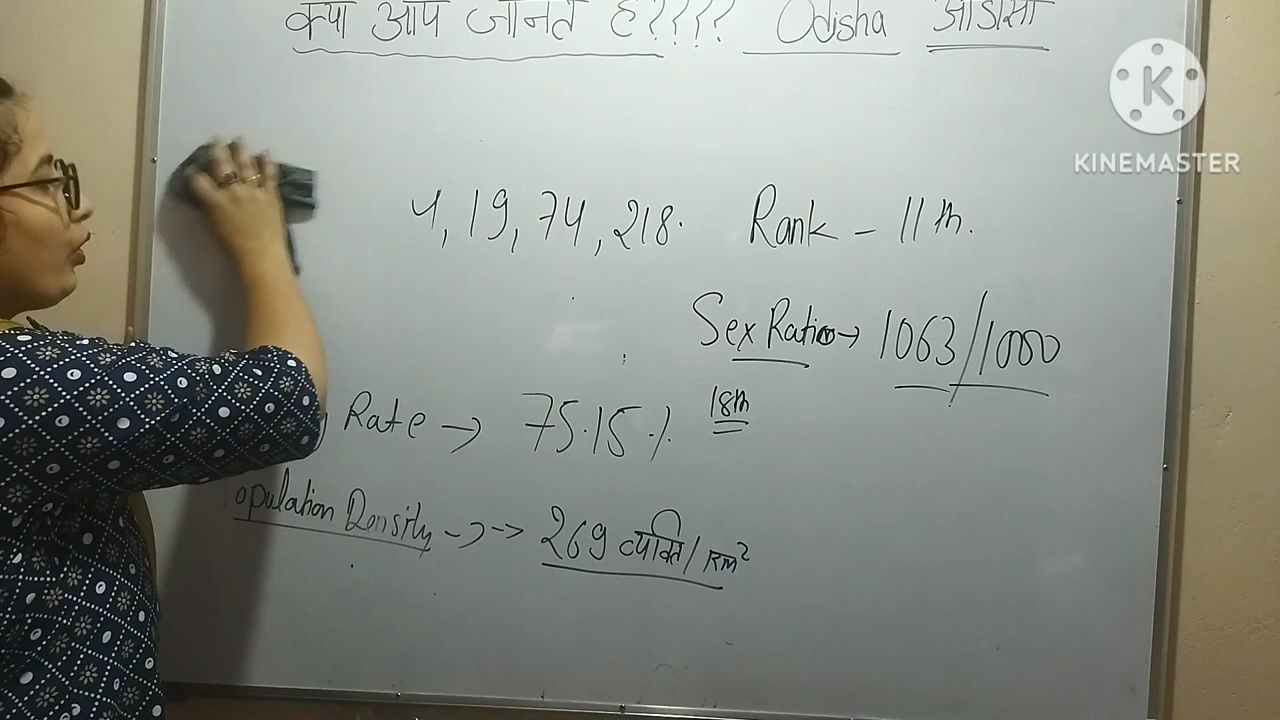 क्या आप जानते है???? Odisha ओडिसा
K
KINEMASTER
4,19,74,218. Rank - 11th.
Sex Ratio → 1063/1000
Rate → 75.15% 18th
opulation Density → → 269 व्यक्ति/Km²